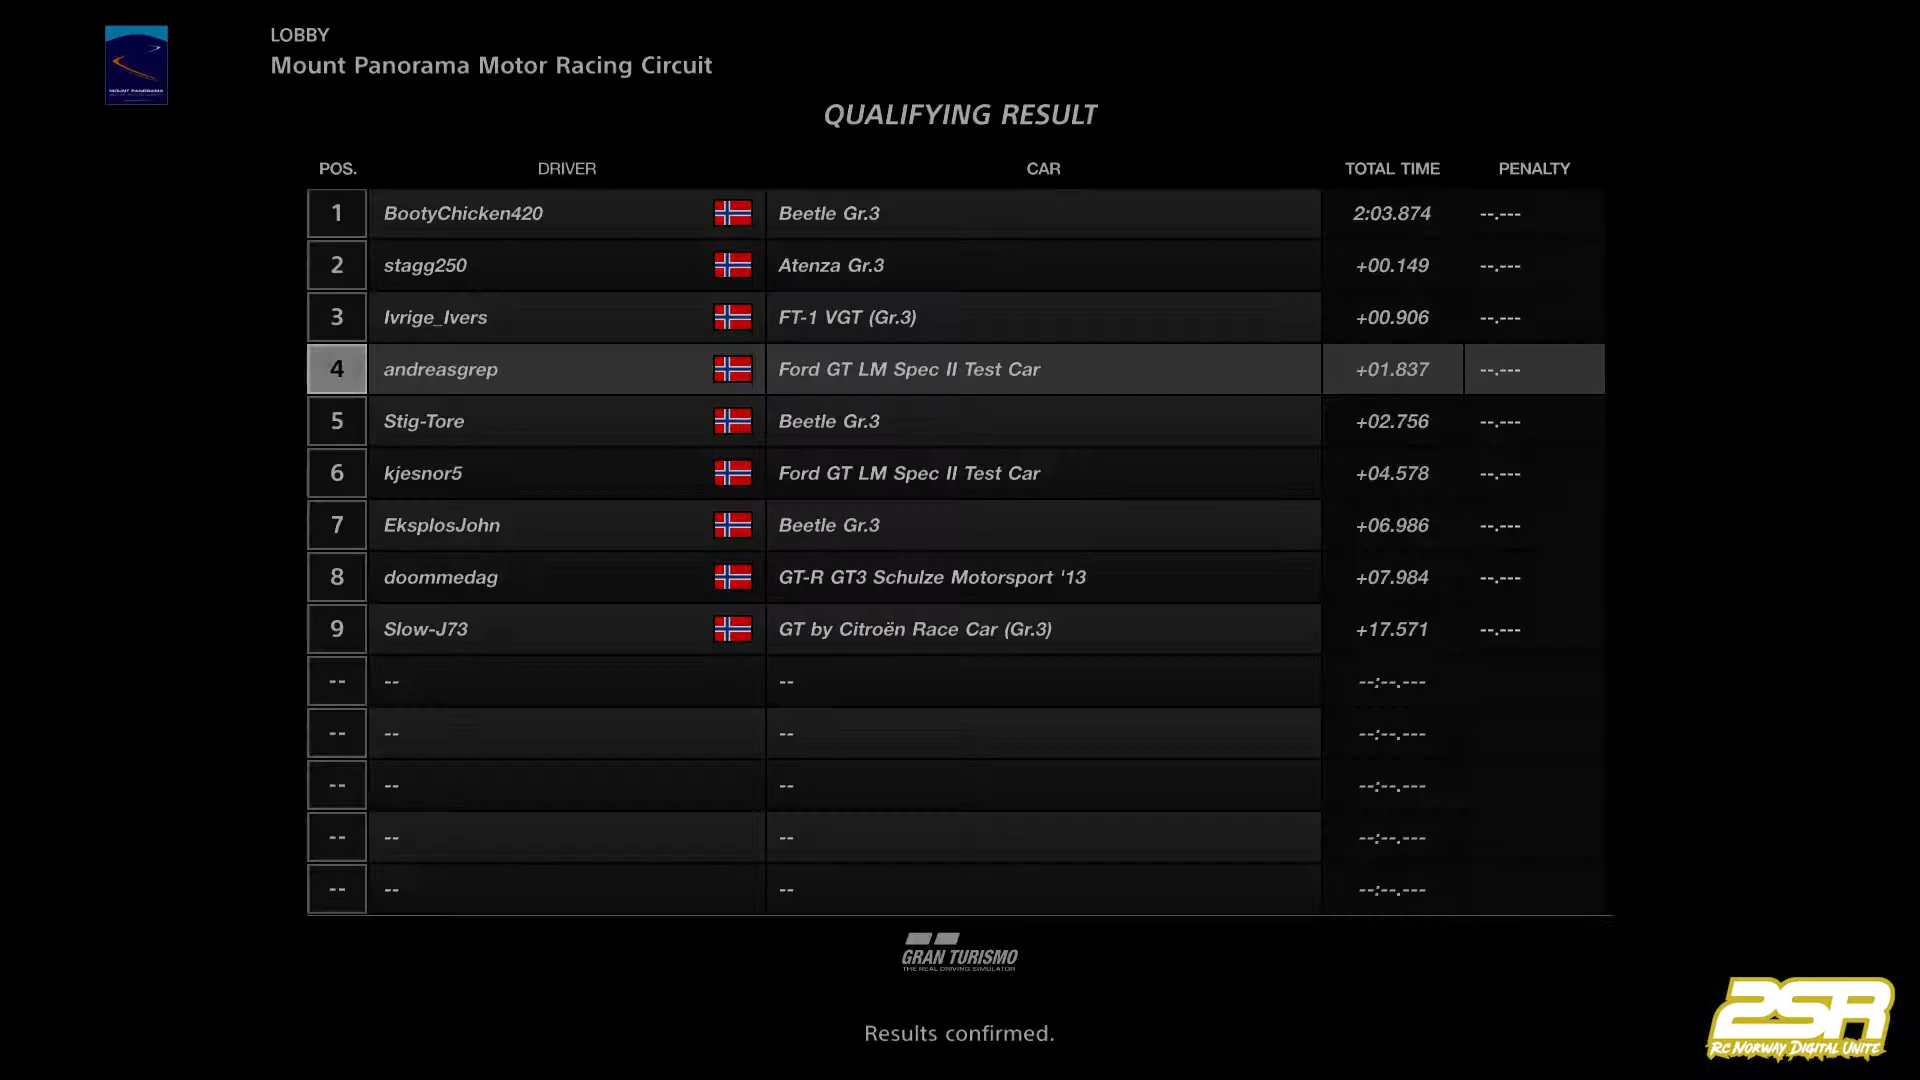 LOBBY
Mount Panorama Motor Racing Circuit
MOUNT PANORAMA
QUALIFYING RESULT
POS. DRIVER CAR TOTAL TIME PENALTY
1 BootyChicken420 Beetle Gr.3 2:03.874 --.---
2 stagg250 Atenza Gr.3 +00.149 --.---
3 Ivrige_Ivers FT-1 VGT (Gr.3) +00.906 --.---
4 andreasgrep Ford GT LM Spec II Test Car +01.837 --.---
5 Stig-Tore Beetle Gr.3 +02.756 --.---
6 kjesnor5 Ford GT LM Spec II Test Car +04.578 --.---
7 EksplosJohn Beetle Gr.3 +06.986 --.---
8 doommedag GT-R GT3 Schulze Motorsport '13 +07.984 --.---
9 Slow-J73 GT by Citroën Race Car (Gr.3) +17.571 --.---
-- -- -- --:--.---
-- -- -- --:--.---
-- -- -- --:--.---
-- -- -- --:--.---
-- -- -- --:--.---
GRAN TURISMO
THE REAL DRIVING SIMULATOR
Results confirmed.
2SR
RC NORWAY DIGITAL UNITE